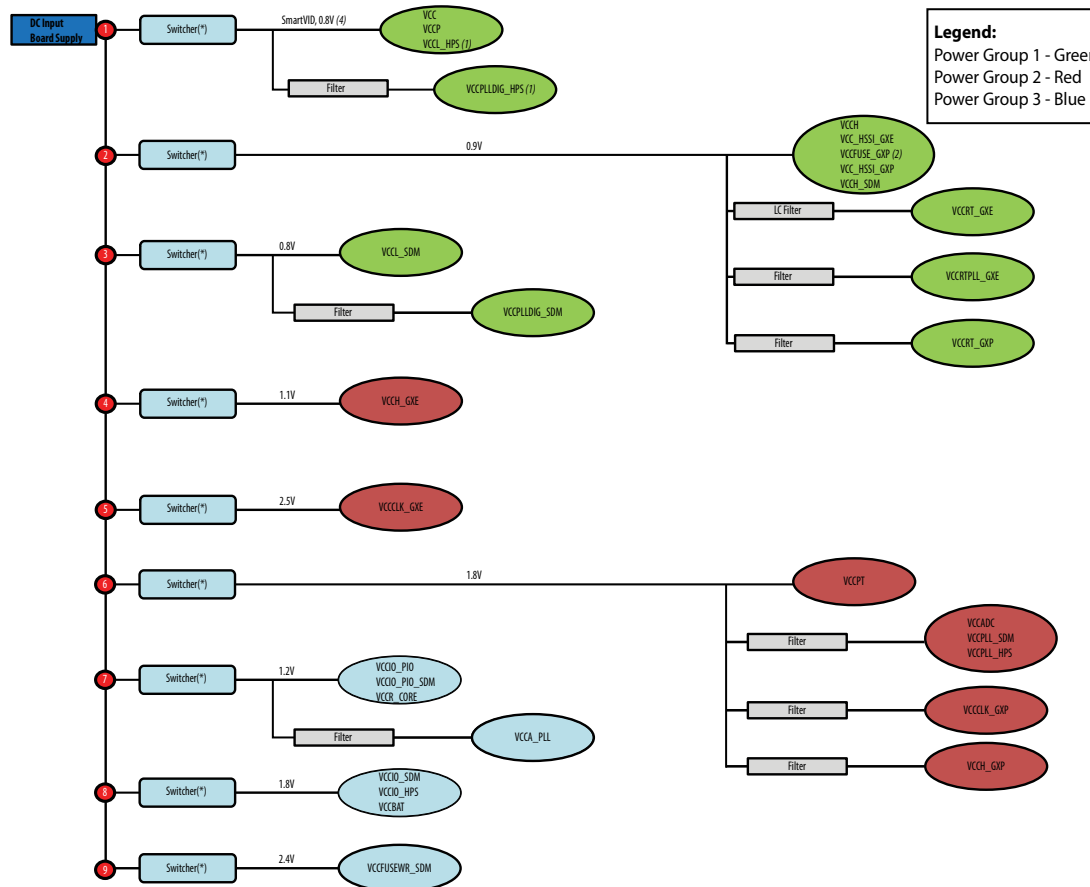 DC Input
Board Supply
1
Switcher(*)
SmartVID, 0.8V (4)
VCC
VCCP
VCCL_HPS (1)
Filter
VCCPLLDIG_HPS (1)
Legend:
Power Group 1 - Green
Power Group 2 - Red
Power Group 3 - Blue
2
Switcher(*)
0.9V
VCCH
VCC_HSSI_GXE
VCCFUSE_GXP (2)
VCC_HSSI_GXP
VCCH_SDM
LC Filter
VCCRT_GXE
Filter
VCCRTPLL_GXE
Filter
VCCRT_GXP
3
Switcher(*)
0.8V
VCCL_SDM
Filter
VCCPLLDIG_SDM
4
Switcher(*)
1.1V
VCCH_GXE
5
Switcher(*)
2.5V
VCCCLK_GXE
6
Switcher(*)
1.8V
VCCPT
Filter
VCCADC
VCCPLL_SDM
VCCPLL_HPS
Filter
VCCCLK_GXP
Filter
VCCH_GXP
7
Switcher(*)
1.2V
VCCIO_PIO
VCCIO_PIO_SDM
VCCR_CORE
Filter
VCCA_PLL
8
Switcher(*)
1.8V
VCCIO_SDM
VCCIO_HPS
VCCBAT
9
Switcher(*)
2.4V
VCCFUSEWR_SDM